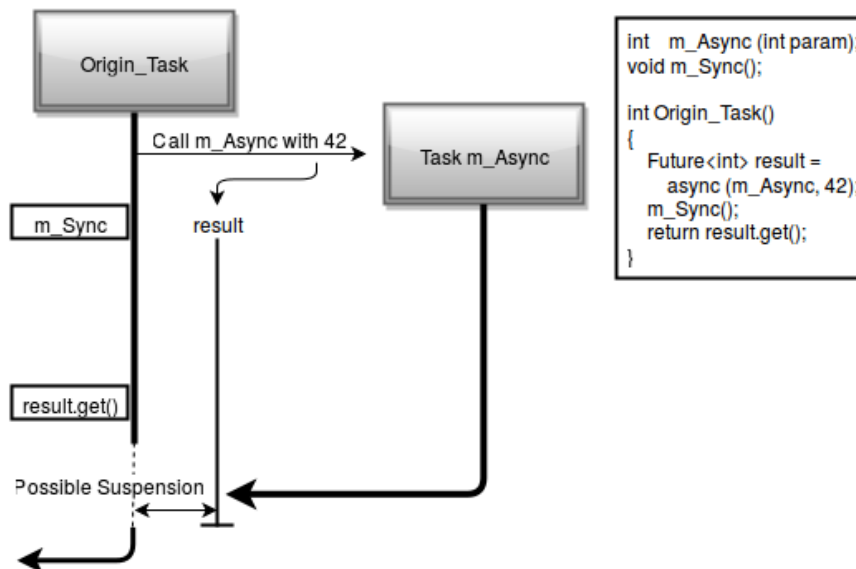 Origin_Task
Call m_Async with 42
Task m_Async
m_Sync
result
result.get()
Possible Suspension
int m_Async (int param);
void m_Sync();
int Origin_Task()
{
Future<int> result =
async (m_Async, 42);
m_Sync();
return result.get();
}